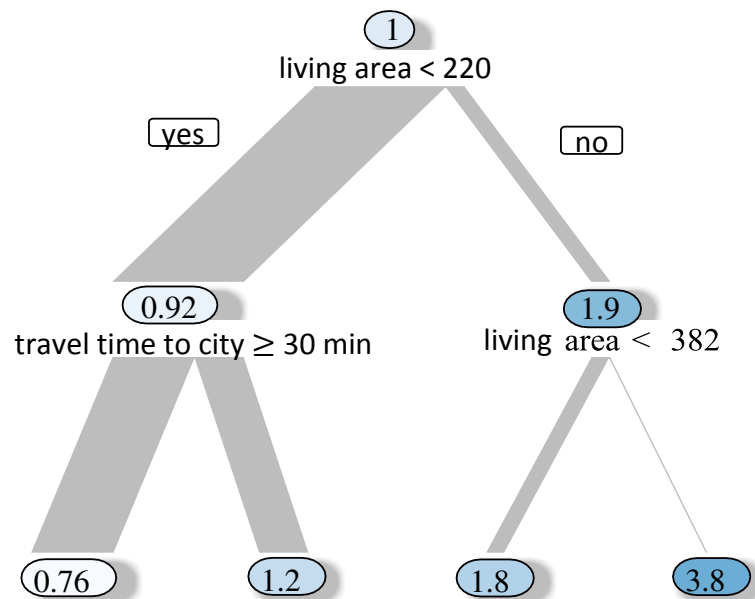 1
living area < 220
yes
no
0.92
1.9
travel time to city ≥ 30 min
living area < 382
0.76
1.2
1.8
3.8